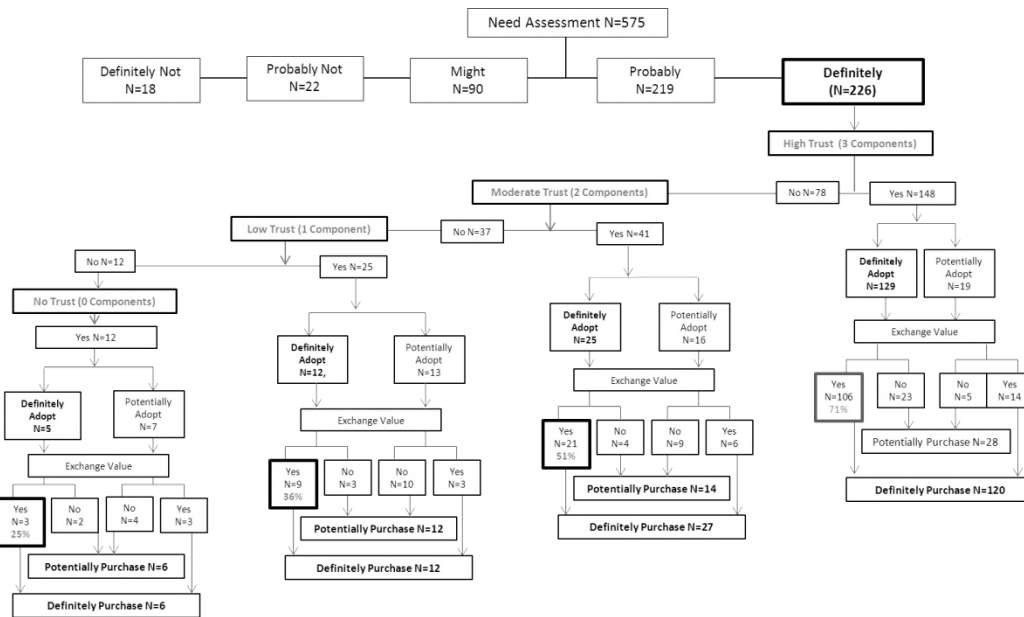 Need Assessment N=575
Definitely Not
N=18
Probably Not
N=22
Might
N=90
Probably
N=219
Definitely
(N=226)
High Trust (3 Components)
No N=78
Yes N=148
Moderate Trust (2 Components)
No N=37
Yes N=41
Low Trust (1 Component)
No N=12
Yes N=25
No Trust (0 Components)
Yes N=12
Definitely
Adopt
N=5
Potentially
Adopt
N=7
Exchange Value
Yes
N=3
25%
No
N=2
No
N=4
Yes
N=3
Potentially Purchase N=6
Definitely Purchase N=6
Definitely
Adopt
N=12,
Potentially
Adopt
N=13
Exchange Value
Yes
N=9
36%
No
N=3
No
N=10
Yes
N=3
Potentially Purchase N=12
Definitely Purchase N=12
Definitely
Adopt
N=25
Potentially
Adopt
N=16
Exchange Value
Yes
N=21
51%
No
N=4
No
N=9
Yes
N=6
Potentially Purchase N=14
Definitely Purchase N=27
Definitely
Adopt
N=129
Potentially
Adopt
N=19
Exchange Value
Yes
N=106
71%
No
N=23
No
N=5
Yes
N=14
Potentially Purchase N=28
Definitely Purchase N=120